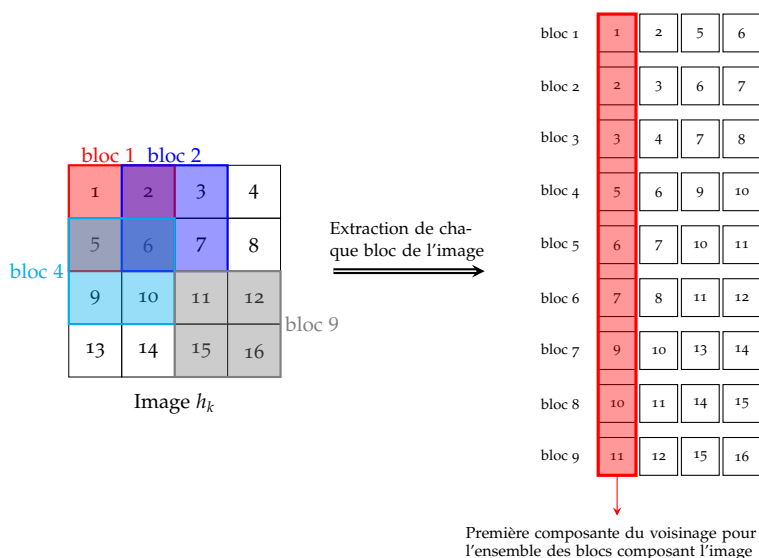 bloc 1 bloc 2
1 2 3 4
5 6 7 8
bloc 4
9 10 11 12
bloc 9
13 14 15 16
Image hₖ
Extraction de cha-
que bloc de l'image
bloc 1 1 2 5 6
bloc 2 2 3 6 7
bloc 3 3 4 7 8
bloc 4 5 6 9 10
bloc 5 6 7 10 11
bloc 6 7 8 11 12
bloc 7 9 10 13 14
bloc 8 10 11 14 15
bloc 9 11 12 15 16
Première composante du voisinage pour
l'ensemble des blocs composant l'image